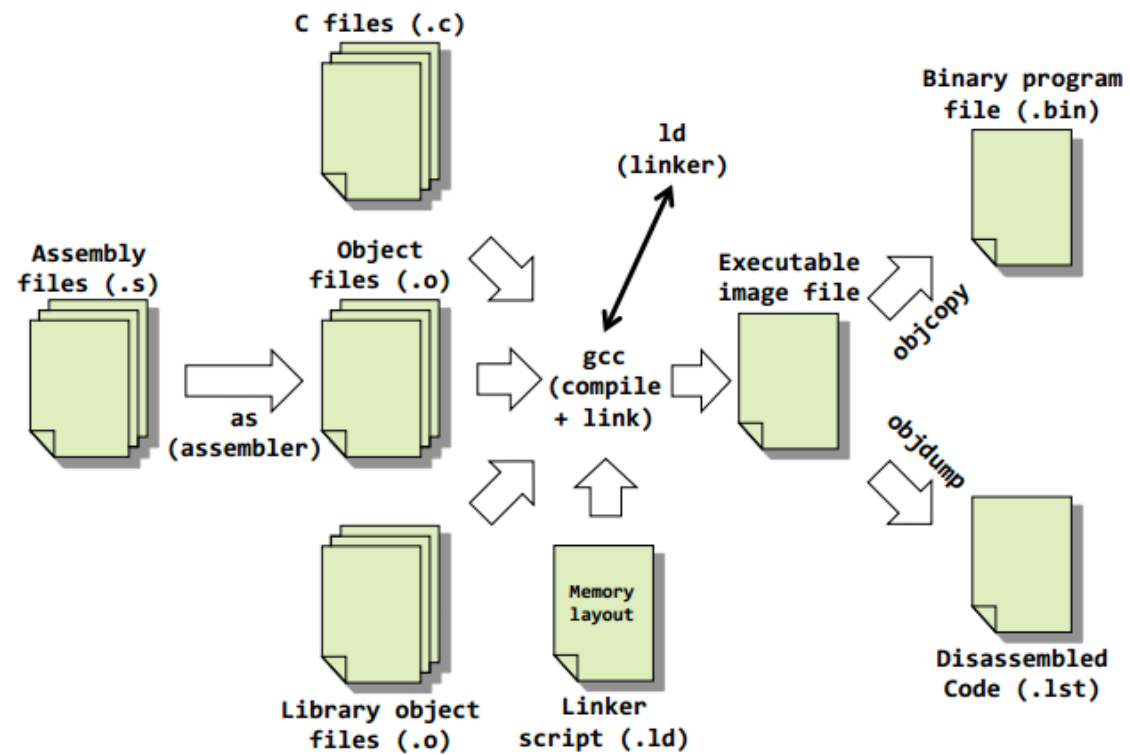 C files (.c)
Binary program
file (.bin)
ld
(linker)
Assembly
files (.s)
Object
files (.o)
Executable
image file
objcopy
gcc
(compile
+ link)
as
(assembler)
objdump
Memory
layout
Library object
files (.o)
Linker
script (.ld)
Disassembled
Code (.lst)